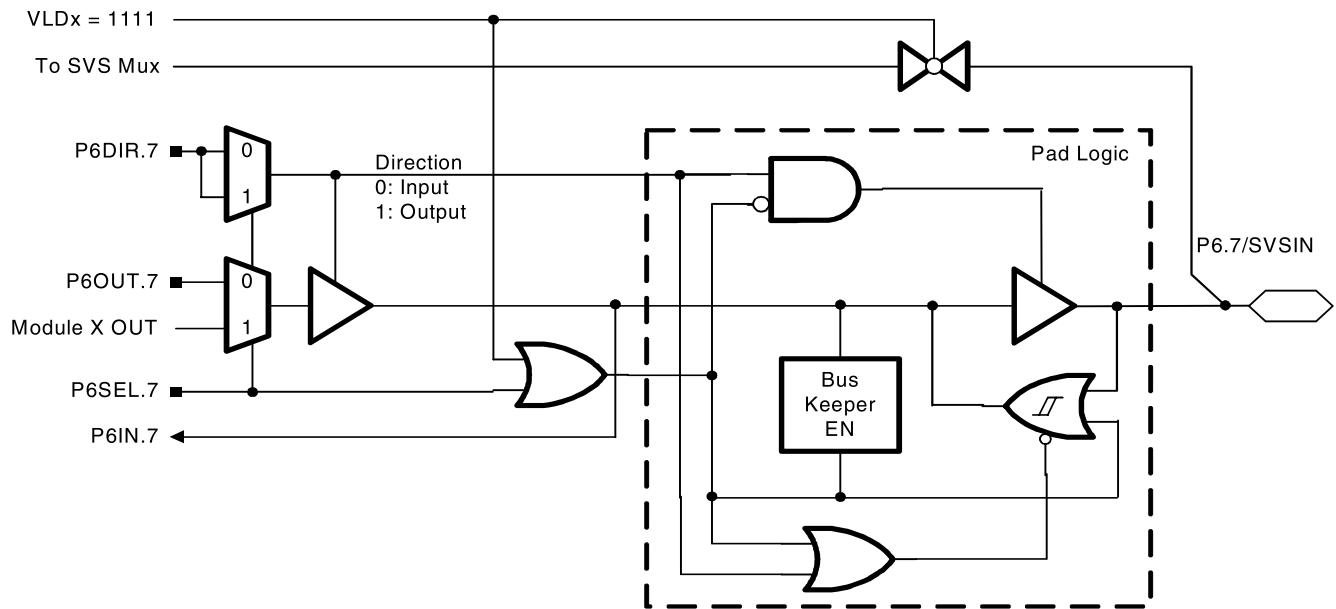 VLDx = 1111
To SVS Mux
P6DIR.7
0
1
Direction
0: Input
1: Output
Pad Logic
P6.7/SVSIN
P6OUT.7
0
Module X OUT
1
P6SEL.7
P6IN.7
Bus
Keeper
EN